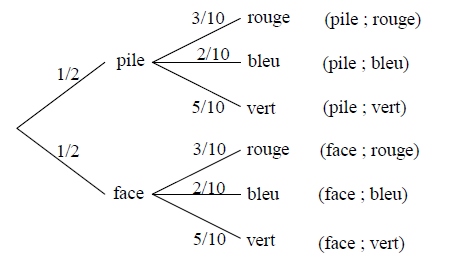 3/10 rouge (pile ; rouge)
1/2 pile 2/10 bleu (pile ; bleu)
5/10 vert (pile ; vert)
1/2 3/10 rouge (face ; rouge)
face 2/10 bleu (face ; bleu)
5/10 vert (face ; vert)